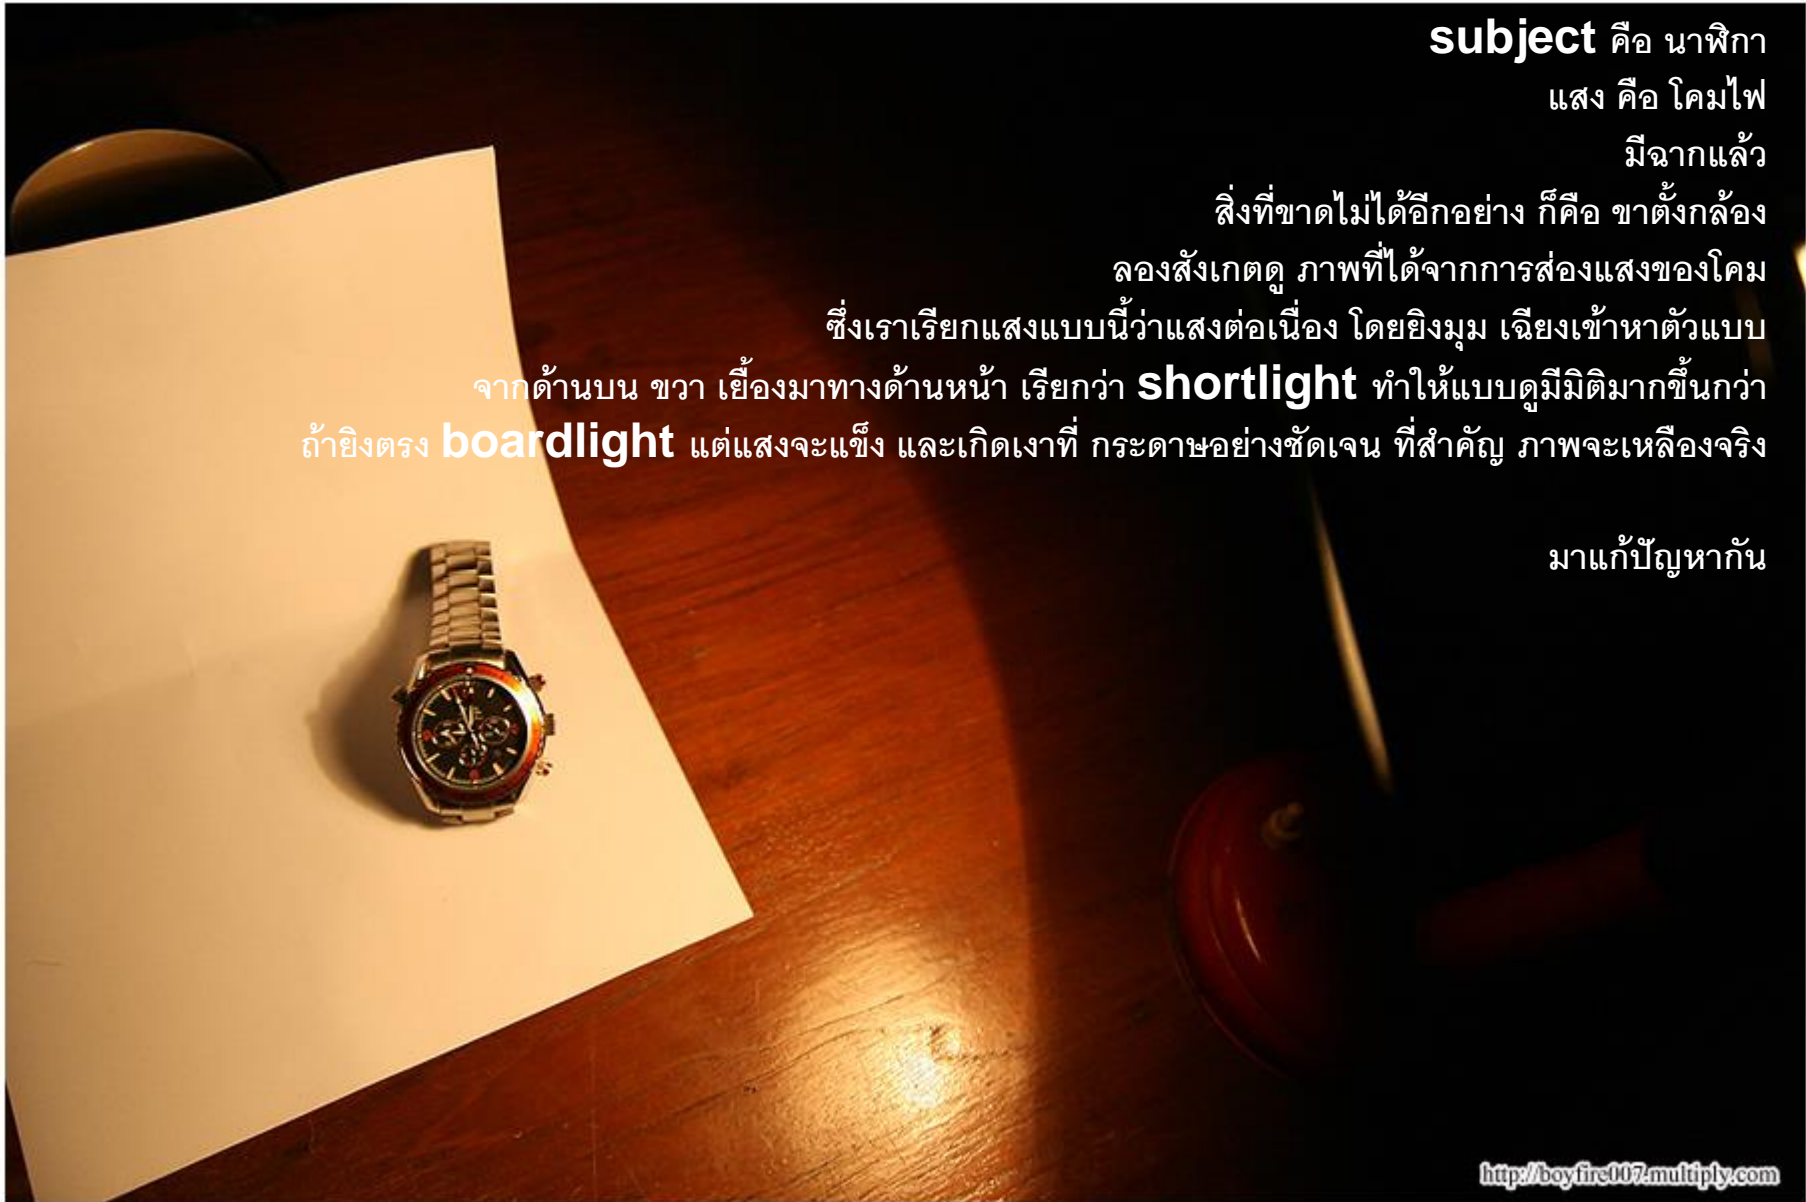 subject คือ นาฬิกา
แสง คือ โคมไฟ
มีฉากแล้ว
สิ่งที่ขาดไม่ได้อีกอย่าง ก็คือ ขาตั้งกล้อง
ลองสังเกตดู ภาพที่ได้จากการส่องแสงของโคม
ซึ่งเราเรียกแสงแบบนี้ว่าแสงต่อเนื่อง โดยยิงมุม เฉียงเข้าหาตัวแบบ
จากด้านบน ขวา เยื้องมาทางด้านหน้า เรียกว่า shortlight ทำให้แบบดูมีมิติมากขึ้นกว่า
ถ้ายิงตรง boardlight แต่แสงจะแข็ง และเกิดเงาที่ กระดาษอย่างชัดเจน ที่สำคัญ ภาพจะเหลืองจริง
มาแก้ปัญหากัน
http://boyfire007.multiply.com